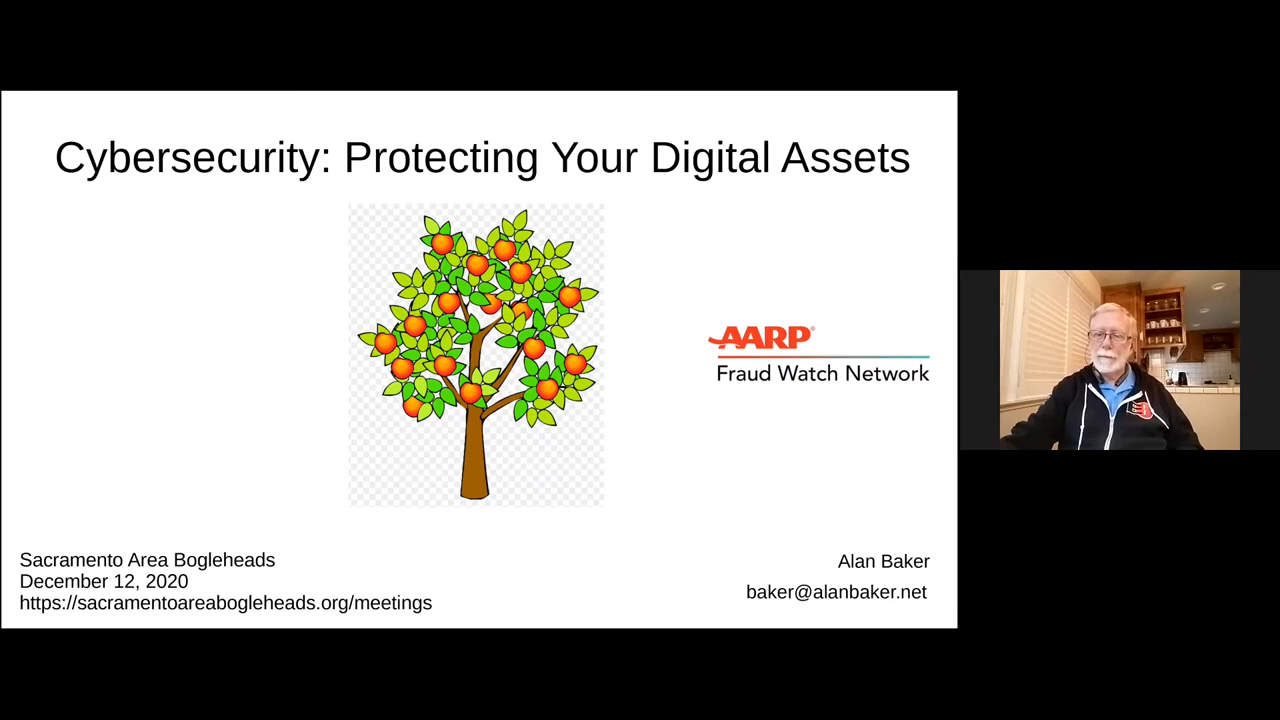 Cybersecurity: Protecting Your Digital Assets
AARP®
Fraud Watch Network
Sacramento Area Bogleheads
December 12, 2020
https://sacramentoareabogleheads.org/meetings
Alan Baker
baker@alanbaker.net